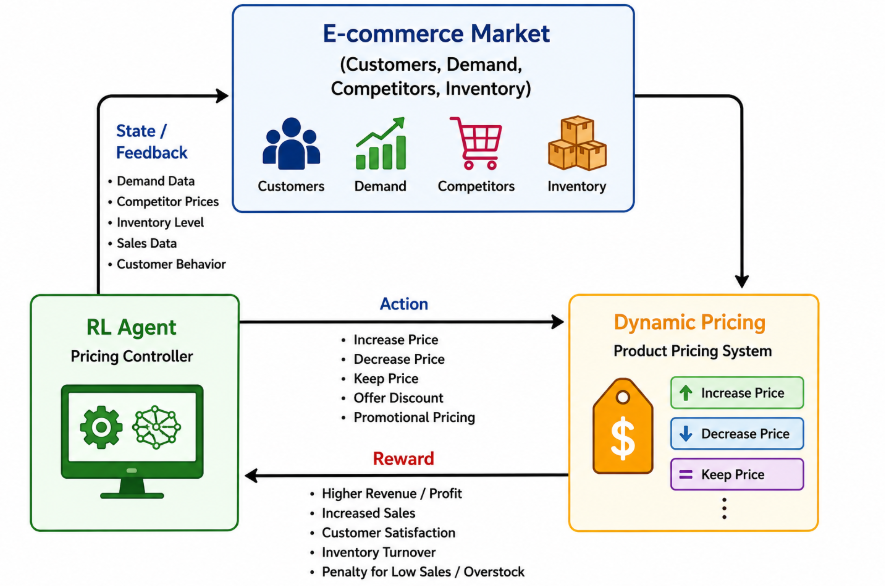 E-commerce Market
(Customers, Demand,
Competitors, Inventory)
Customers
Demand
Competitors
Inventory
State /
Feedback
• Demand Data
• Competitor Prices
• Inventory Level
• Sales Data
• Customer Behavior
RL Agent
Pricing Controller
Action
• Increase Price
• Decrease Price
• Keep Price
• Offer Discount
• Promotional Pricing
Reward
• Higher Revenue / Profit
• Increased Sales
• Customer Satisfaction
• Inventory Turnover
• Penalty for Low Sales / Overstock
Dynamic Pricing
Product Pricing System
$
Increase Price
Decrease Price
= Keep Price